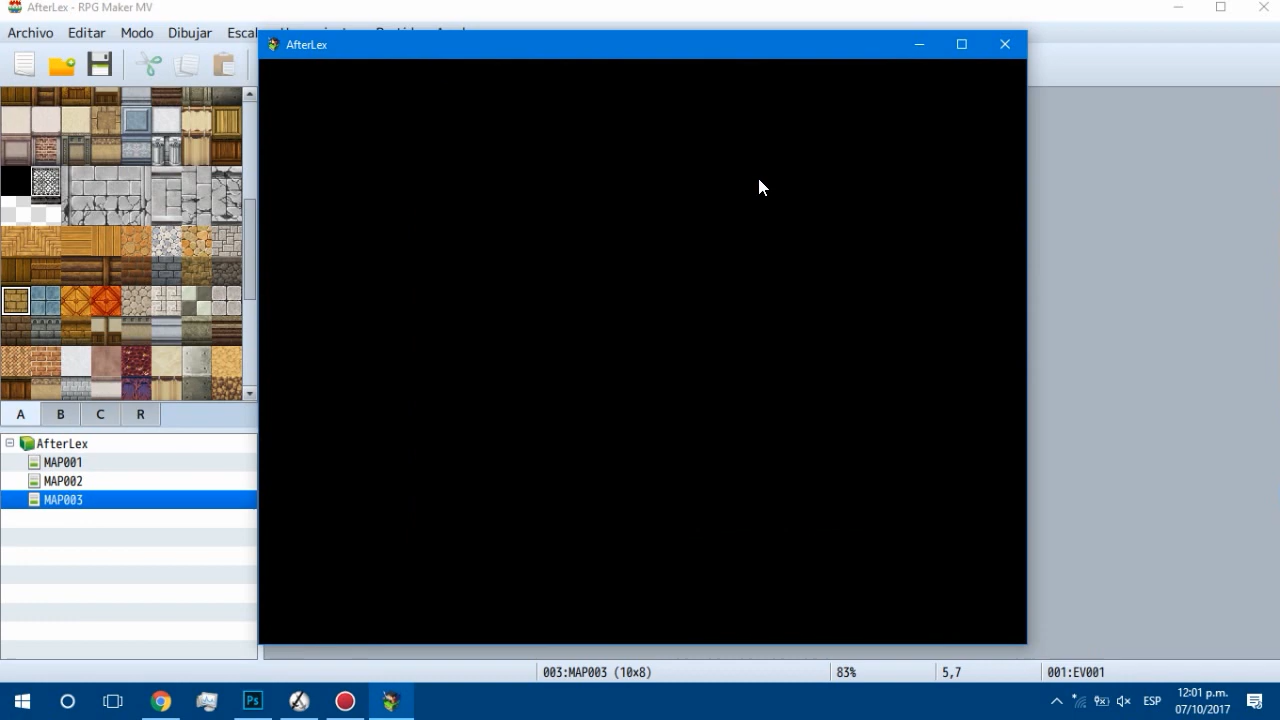 AfterLex - RPG Maker MV
Archivo Editar Modo Dibujar Escal
AfterLex
A B C R
AfterLex
MAP001
MAP002
MAP003
003:MAP003 (10x8) 83% 5,7 001:EV001
Ps ESP 12:01 p.m.
07/10/2017